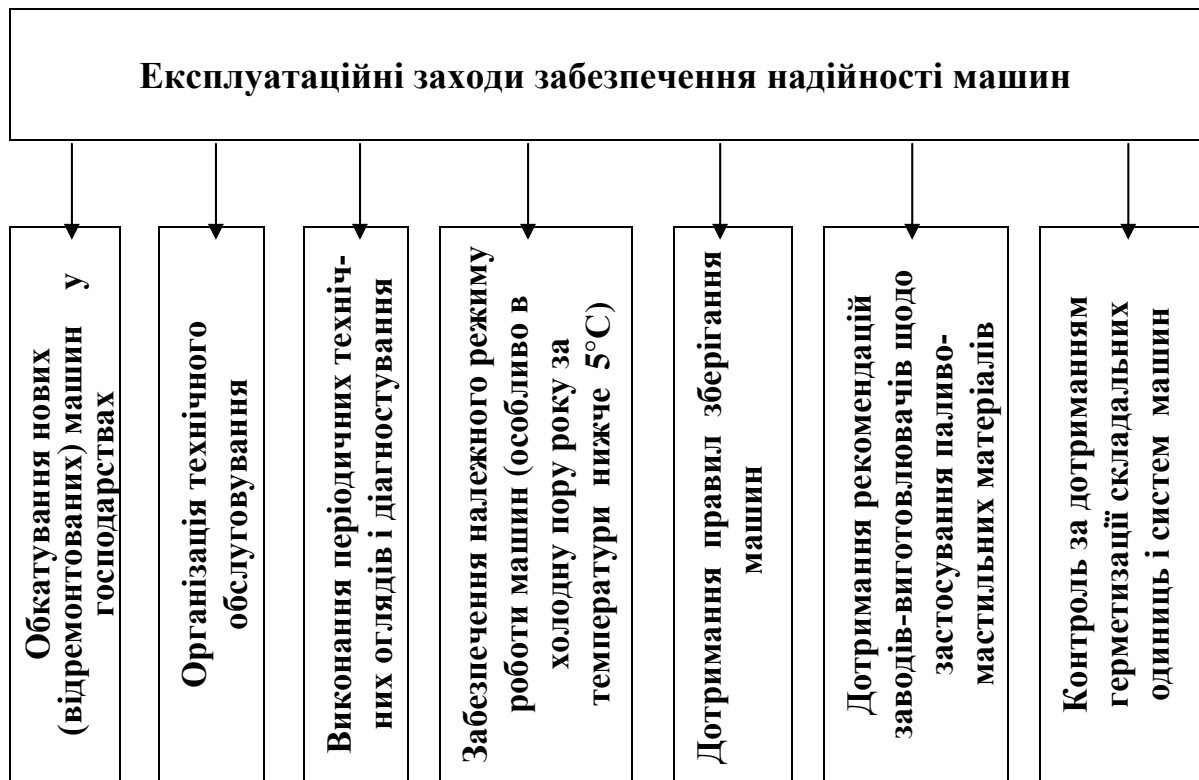 Експлуатаційні заходи забезпечення надійності машин
Обкатування нових
(відремонтованих) машин у
господарствах
Організація технічного
обслуговування
Виконання періодичних техніч-
них оглядів і діагностування
Забезпечення належного режиму
роботи машин (особливо в
холодну пору року за
температури нижче 5°С)
Дотримання правил зберігання
машин
Дотримання рекомендацій
заводів-виготовлювачів щодо
застосування паливо-
мастильних матеріалів
Контроль за дотриманням
герметизації складальних
одиниць і систем машин